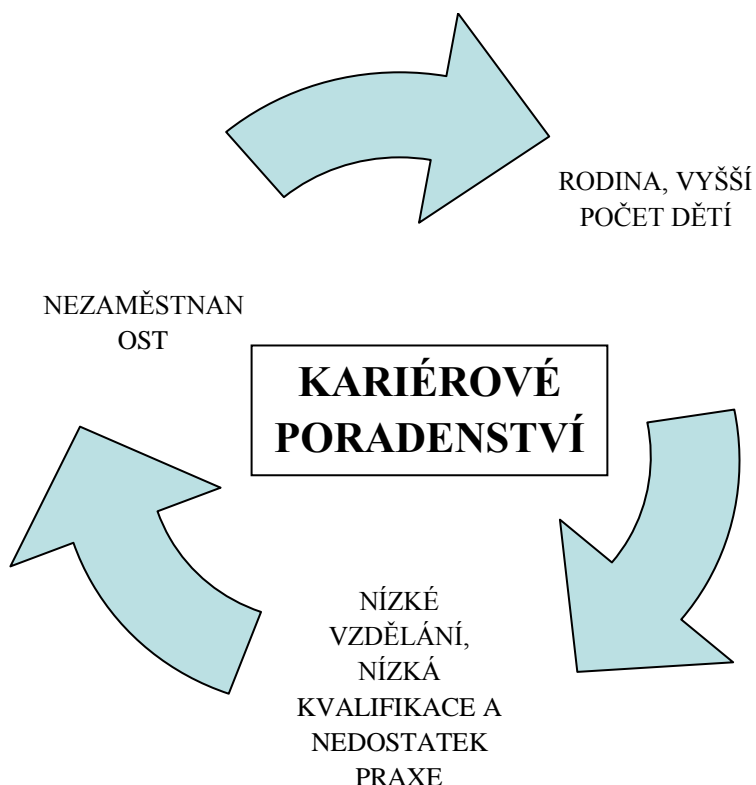 RODINA, VYŠŠÍ
POČET DĚTÍ
NEZAMĚSTNAN
OST
KARIÉROVÉ
PORADENSTVÍ
NÍZKÉ
VZDĚLÁNÍ,
NÍZKÁ
KVALIFIKACE A
NEDOSTATEK
PRAXE